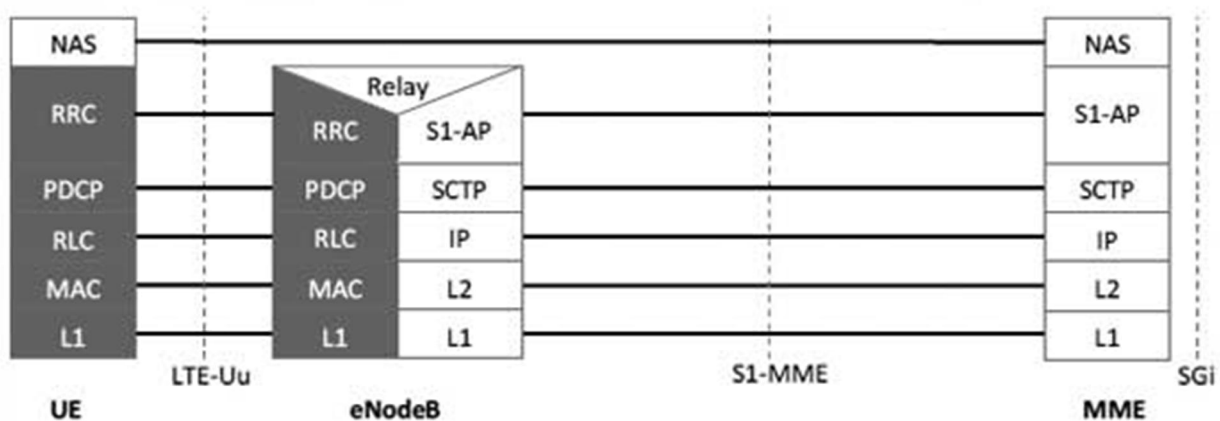 NAS
RRC
PDCP
RLC
MAC
L1
UE
LTE-Uu
Relay
RRC
PDCP
RLC
MAC
L1
S1-AP
SCTP
IP
L2
L1
eNodeB
S1-MME
NAS
S1-AP
SCTP
IP
L2
L1
MME
SGi